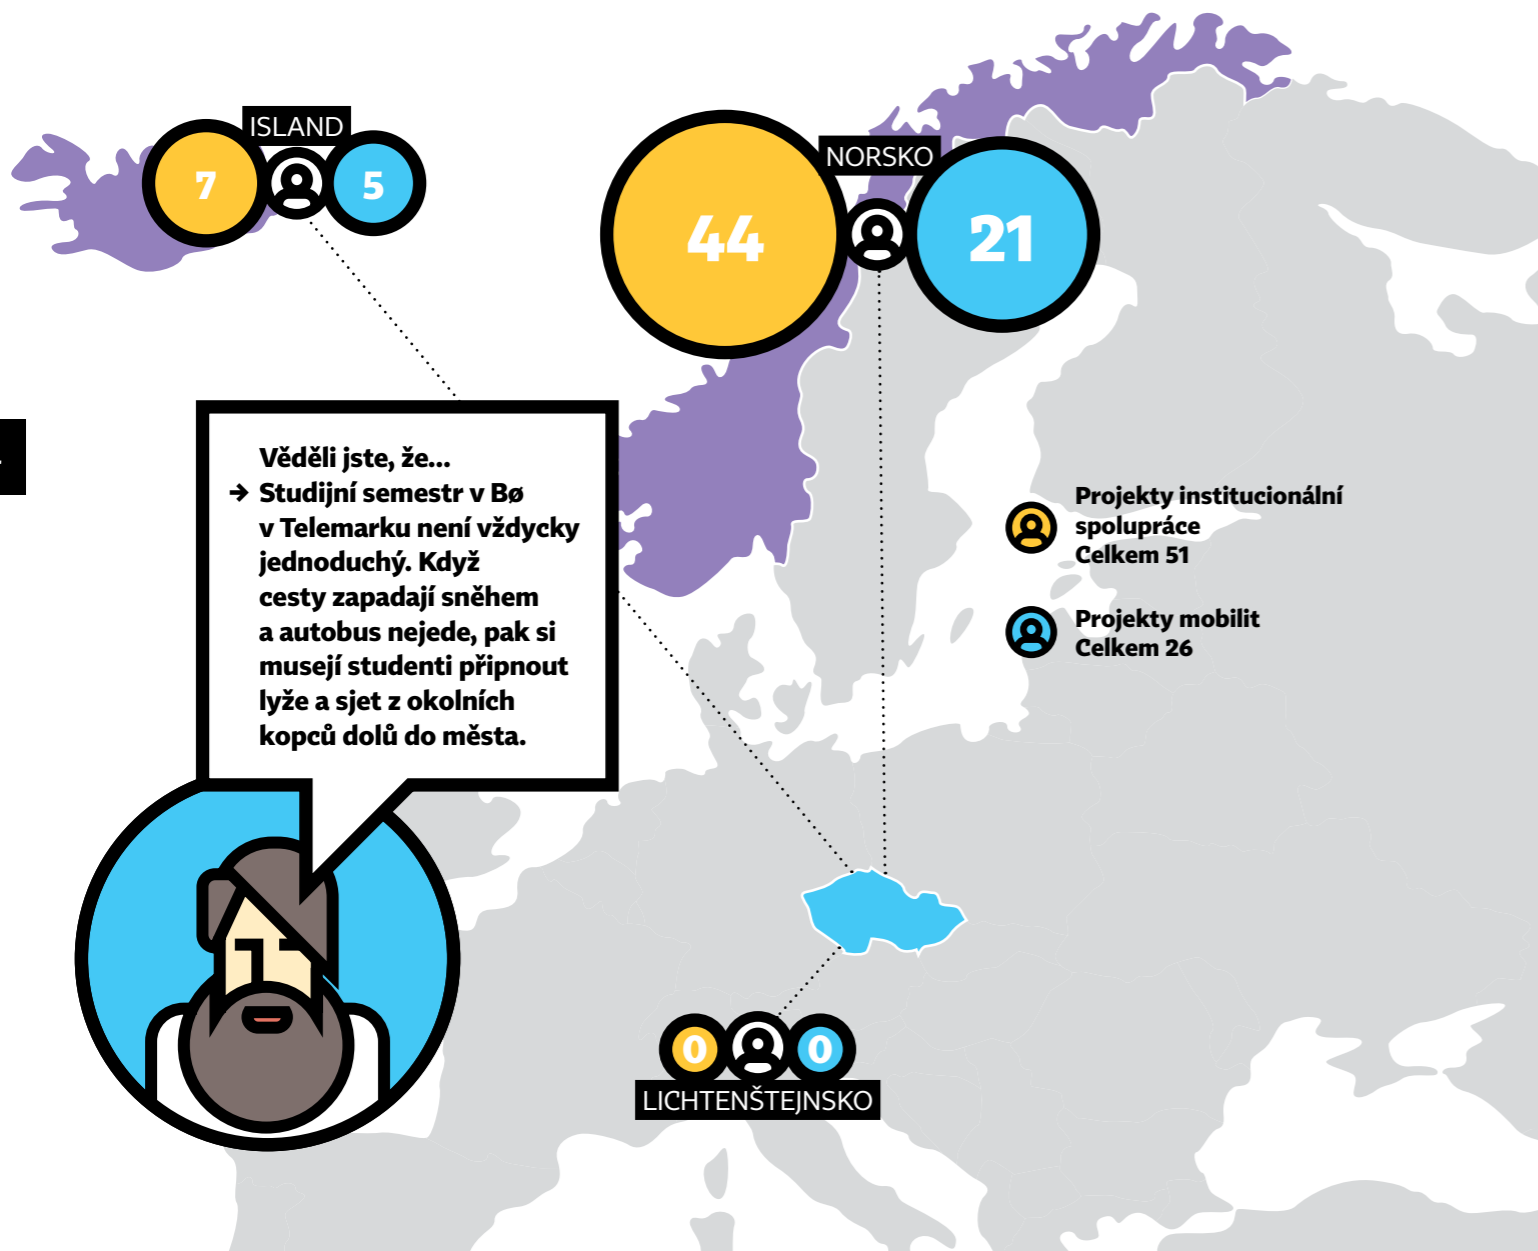 ISLAND
7
5
NORSKO
44
21
Věděli jste, že…
→ Studijní semestr v Bø
v Telemarku není vždycky
jednoduchý. Když
cesty zapadají sněhem
a autobus nejede, pak si
musejí studenti připnout
lyže a sjet z okolních
kopců dolů do města.
Projekty institucionální
spolupráce
Celkem 51
Projekty mobilit
Celkem 26
0
0
LICHTENŠTEJNSKO